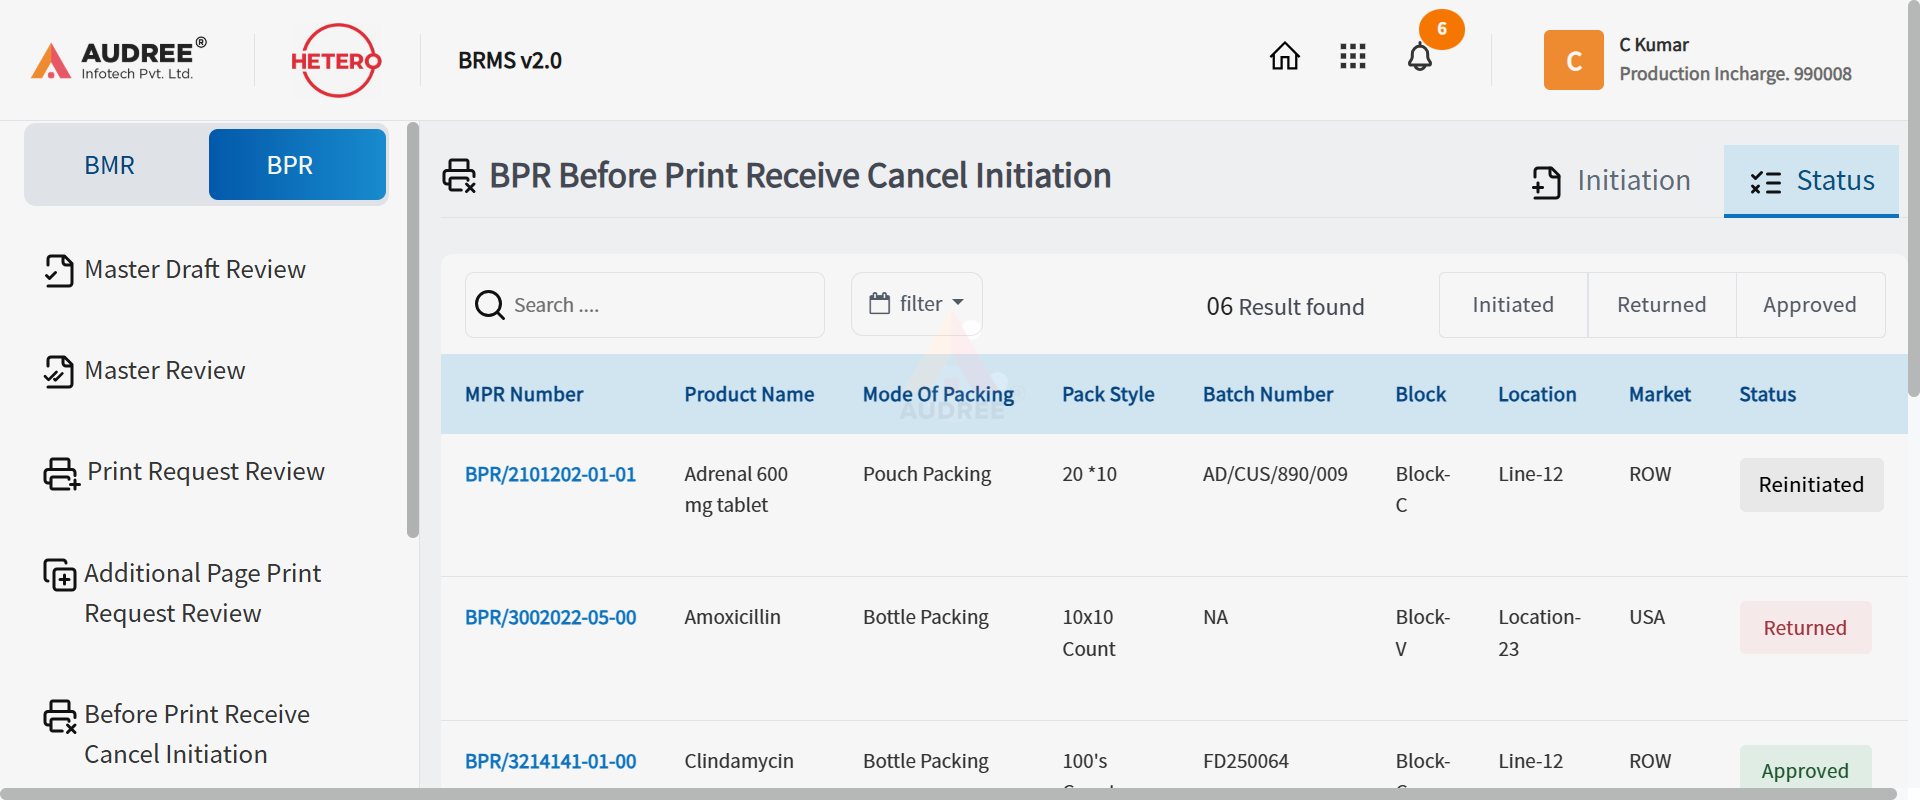 AUDREE®
Infotech Pvt. Ltd.
HETERO
BRMS v2.0
6
C
C Kumar
Production Incharge. 990008
BMR
BPR
Master Draft Review
Master Review
Print Request Review
Additional Page Print
Request Review
Before Print Receive
Cancel Initiation
BPR Before Print Receive Cancel Initiation
Initiation
Status
Search ....
filter
06 Result found
Initiated
Returned
Approved
AUDREE
MPR Number Product Name Mode Of Packing Pack Style Batch Number Block Location Market Status
BPR/2101202-01-01 Adrenal 600 Pouch Packing 20 *10 AD/CUS/890/009 Block- Line-12 ROW Reinitiated
mg tablet C
BPR/3002022-05-00 Amoxicillin Bottle Packing 10x10 NA Block- Location- USA Returned
Count V 23
BPR/3214141-01-00 Clindamycin Bottle Packing 100's FD250064 Block- Line-12 ROW Approved